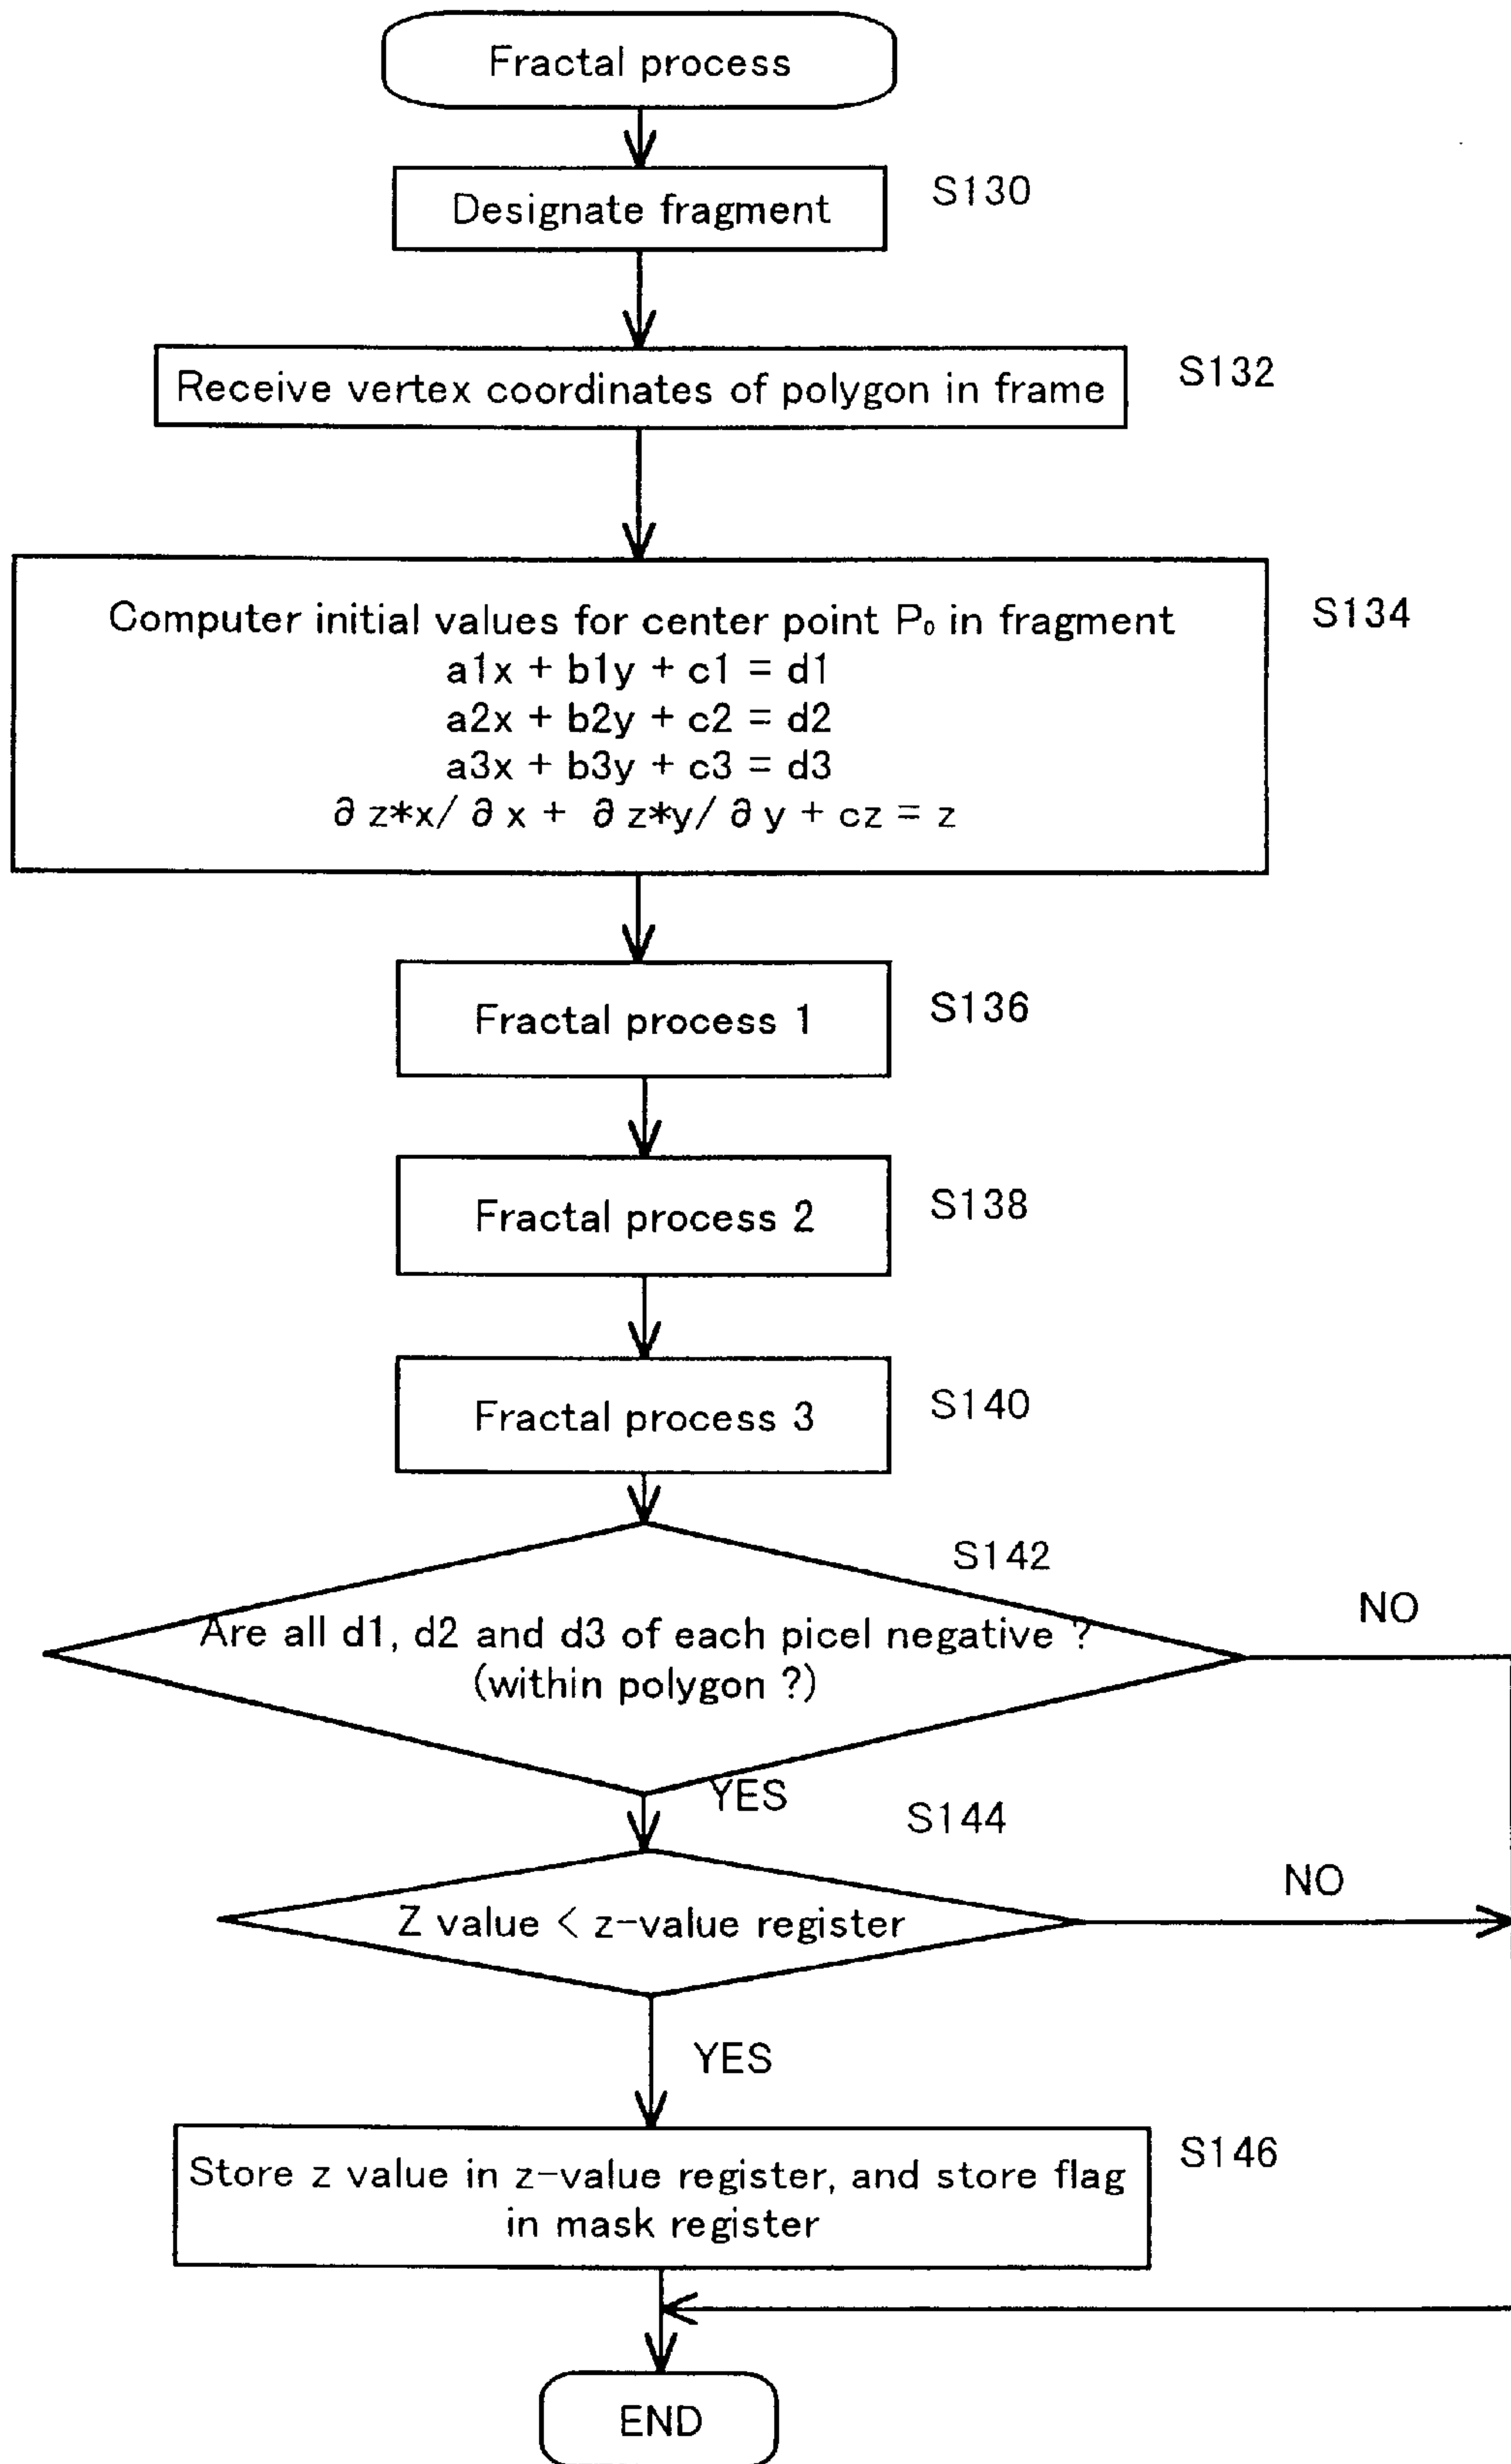 Fractal process
Designate fragment
S130
Receive vertex coordinates of polygon in frame
S132
Computer initial values for center point P₀ in fragment
a1x + b1y + c1 = d1
a2x + b2y + c2 = d2
a3x + b3y + c3 = d3
∂ z*x/ ∂ x + ∂ z*y/ ∂ y + cz = z
S134
Fractal process 1
S136
Fractal process 2
S138
Fractal process 3
S140
S142
Are all d1, d2 and d3 of each picel negative ?
(within polygon ?)
NO
YES
S144
Z value < z-value register
NO
YES
Store z value in z-value register, and store flag
in mask register
S146
END